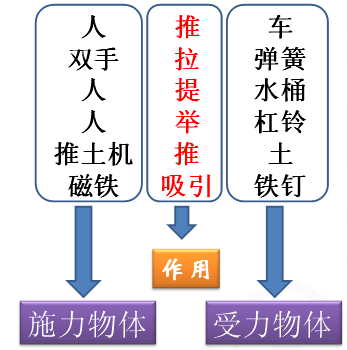 人 推 车
双手 拉 弹簧
人 提 水桶
人 举 杠铃
推土机 推 土
磁铁 吸引 铁钉
作用
施力物体 受力物体